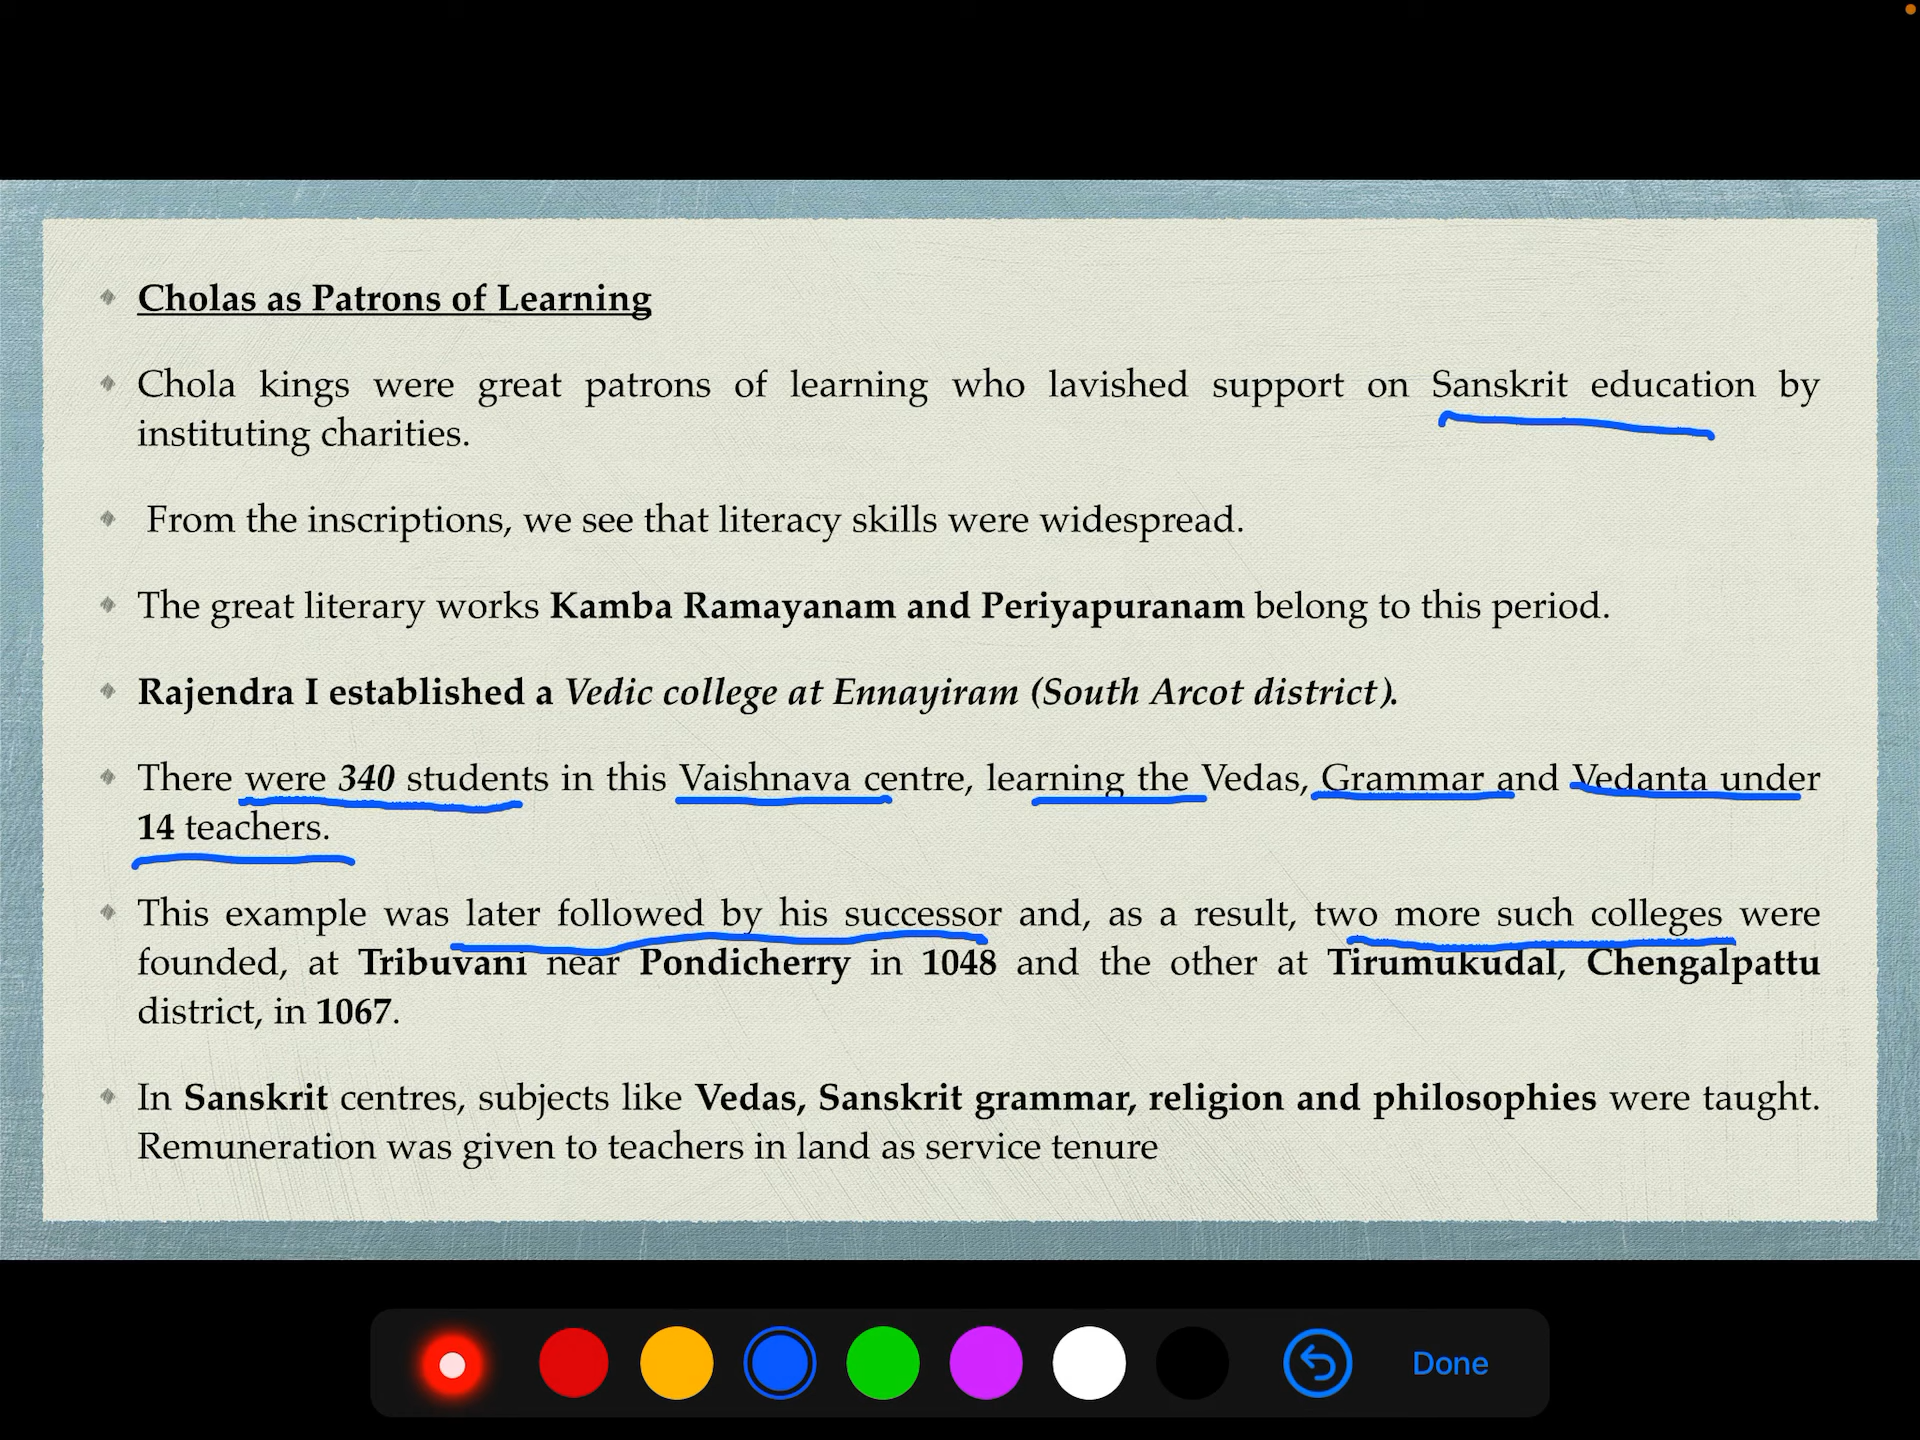 Cholas as Patrons of Learning
Chola kings were great patrons of learning who lavished support on Sanskrit education by
instituting charities.
From the inscriptions, we see that literacy skills were widespread.
The great literary works Kamba Ramayanam and Periyapuranam belong to this period.
Rajendra I established a Vedic college at Ennayiram (South Arcot district).
There were 340 students in this Vaishnava centre, learning the Vedas, Grammar and Vedanta under
14 teachers.
This example was later followed by his successor and, as a result, two more such colleges were
founded, at Tribuvani near Pondicherry in 1048 and the other at Tirumukudal, Chengalpattu
district, in 1067.
In Sanskrit centres, subjects like Vedas, Sanskrit grammar, religion and philosophies were taught.
Remuneration was given to teachers in land as service tenure
Done